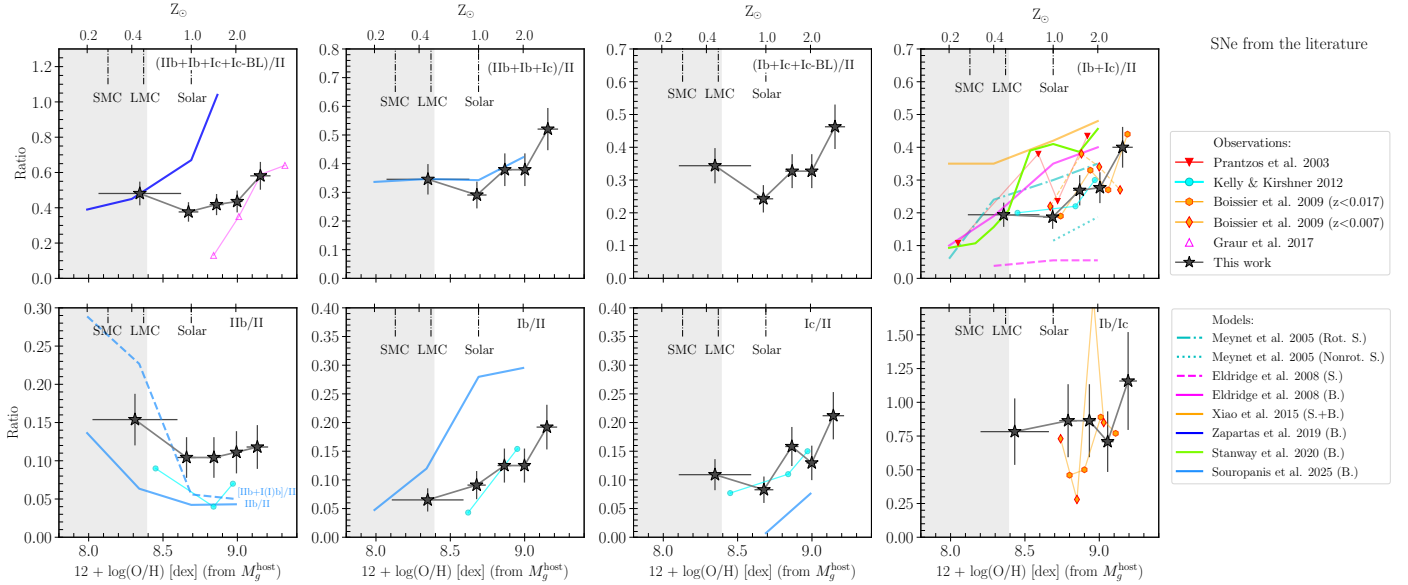 Z⊙
Z⊙
Z⊙
Z⊙
0.2 0.4 1.0 2.0
0.2 0.4 1.0 2.0
0.2 0.4 1.0 2.0
0.2 0.4 1.0 2.0
SNe from the literature
(IIb+Ib+Ic+Ic-BL)/II
SMC LMC Solar
1.2
1.0
0.8
0.6
0.4
0.2
0.0
Ratio
(IIb+Ib+Ic)/II
SMC LMC Solar
0.8
0.7
0.6
0.5
0.4
0.3
0.2
0.1
0.0
(Ib+Ic+Ic-BL)/II
SMC LMC Solar
0.7
0.6
0.5
0.4
0.3
0.2
0.1
0.0
(Ib+Ic)/II
SMC LMC Solar
0.7
0.6
0.5
0.4
0.3
0.2
0.1
0.0
Observations:
Prantzos et al. 2003
Kelly & Kirshner 2012
Boissier et al. 2009 (z<0.017)
Boissier et al. 2009 (z<0.007)
Graur et al. 2017
This work
IIb/II
SMC LMC Solar
0.30
0.25
0.20
0.15
0.10
0.05
0.00
Ratio
[IIb+I(I)b]/II
IIb/II
8.0 8.5 9.0
12 + log(O/H) [dex] (from M_g^host)
Ib/II
SMC LMC Solar
0.40
0.35
0.30
0.25
0.20
0.15
0.10
0.05
0.00
8.0 8.5 9.0
12 + log(O/H) [dex] (from M_g^host)
Ic/II
SMC LMC Solar
0.40
0.35
0.30
0.25
0.20
0.15
0.10
0.05
0.00
8.0 8.5 9.0
12 + log(O/H) [dex] (from M_g^host)
Ib/Ic
SMC LMC Solar
1.50
1.25
1.00
0.75
0.50
0.25
0.00
8.0 8.5 9.0
12 + log(O/H) [dex] (from M_g^host)
Models:
Meynet et al. 2005 (Rot. S.)
Meynet et al. 2005 (Nonrot. S.)
Eldridge et al. 2008 (S.)
Eldridge et al. 2008 (B.)
Xiao et al. 2015 (S.+B.)
Zapartas et al. 2019 (B.)
Stanway et al. 2020 (B.)
Souropanis et al. 2025 (B.)